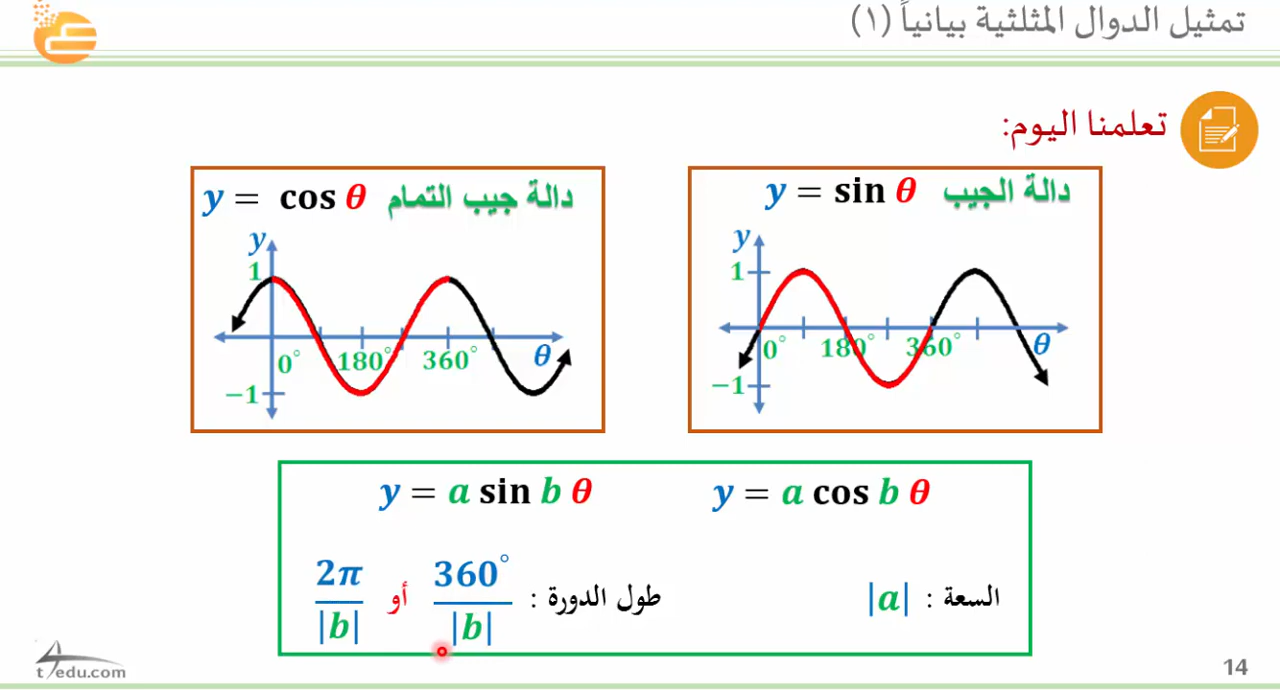 تمثيل الدوال المثلثية بيانياً (١)
تعلمنا اليوم:
y = sin θ دالة الجيب
y
1
0° 180° 360° θ
−1
y = cos θ دالة جيب التمام
y
1
0° 180° 360° θ
−1
y = a cos b θ
y = a sin b θ
السعة : |a|
طول الدورة : 360°/|b| أو 2π/|b|
t4edu.com
14